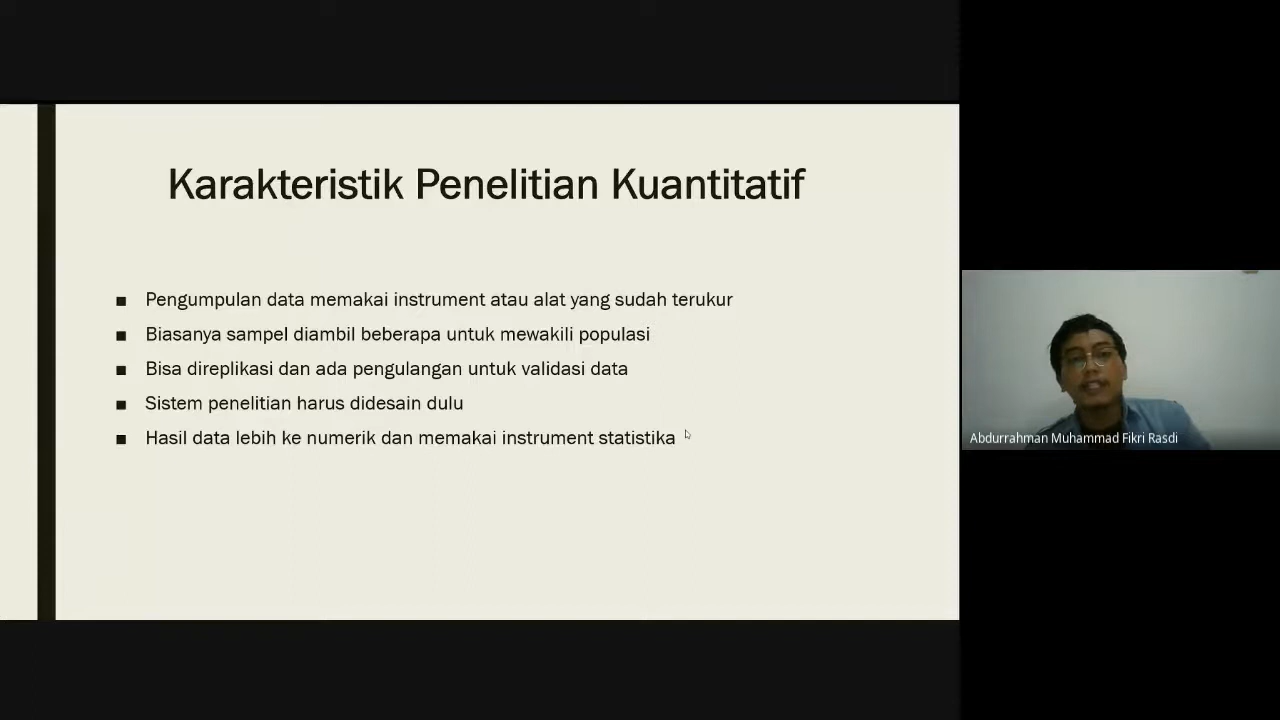 Karakteristik Penelitian Kuantitatif
■ Pengumpulan data memakai instrument atau alat yang sudah terukur
■ Biasanya sampel diambil beberapa untuk mewakili populasi
■ Bisa direplikasi dan ada pengulangan untuk validasi data
■ Sistem penelitian harus didesain dulu
■ Hasil data lebih ke numerik dan memakai instrument statistika
Abdurrahman Muhammad Fikri Rasdi